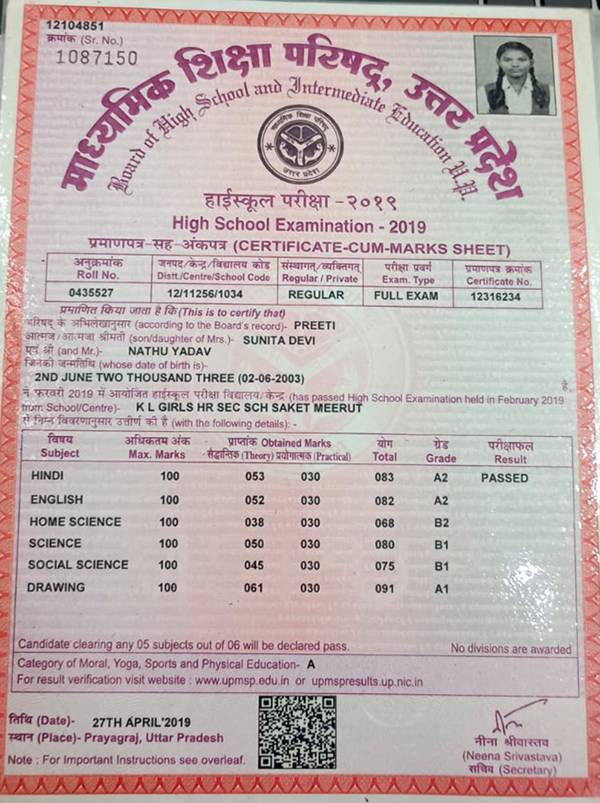 12104851
क्रमांक (Sr. No.)
1087150
माध्यमिक शिक्षा परिषद्, उत्तर प्रदेश
Board of High School and Intermediate Education U.P.
माध्यमिक शिक्षा परिषद्
उत्तर प्रदेश
हाईस्कूल परीक्षा -२०१९
High School Examination - 2019
प्रमाणपत्र-सह-अंकपत्र (CERTIFICATE-CUM-MARKS SHEET)
अनुक्रमांक जनपद/केन्द्र/विद्यालय कोड संस्थागत/व्यक्तिगत परीक्षा प्रवर्ग प्रमाणपत्र क्रमांक
Roll No. Distt./Centre/School Code Regular / Private Exam. Type Certificate No.
0435527 12/11256/1034 REGULAR FULL EXAM 12316234
प्रमाणित किया जाता है कि(This is to certify that)
परिषद् के अभिलेखानुसार (according to the Board's record)- PREETI
आत्मज/आत्मजा श्रीमती (son/daughter of Mrs.)- SUNITA DEVI
एवं श्री (and Mr.)- NATHU YADAV
जिनकी जन्मतिथि (whose date of birth is)-
2ND JUNE TWO THOUSAND THREE (02-06-2003) है,
ने फरवरी 2019 में आयोजित हाईस्कूल परीक्षा विद्यालय/केन्द्र (has passed High School Examination held in February 2019
from School/Centre)- K L GIRLS HR SEC SCH SAKET MEERUT
से निम्न विवरणानुसार उत्तीर्ण की है (with the following details): -
विषय अधिकतम अंक प्राप्तांक Obtained Marks योग ग्रेड परीक्षाफल
Subject Max. Marks सैद्धान्तिक (Theory) प्रयोगात्मक (Practical) Total Grade Result
HINDI 100 053 030 083 A2 PASSED
ENGLISH 100 052 030 082 A2
HOME SCIENCE 100 038 030 068 B2
SCIENCE 100 050 030 080 B1
SOCIAL SCIENCE 100 045 030 075 B1
DRAWING 100 061 030 091 A1
Candidate clearing any 05 subjects out of 06 will be declared pass. No divisions are awarded
Category of Moral, Yoga, Sports and Physical Education- A
For result verification visit website : www.upmsp.edu.in or upmspresults.up.nic.in
तिथि (Date)- 27TH APRIL'2019
स्थान (Place)- Prayagraj, Uttar Pradesh
Note : For Important Instructions see overleaf.
नीना श्रीवास्तव
(Neena Srivastava)
सचिव (Secretary)